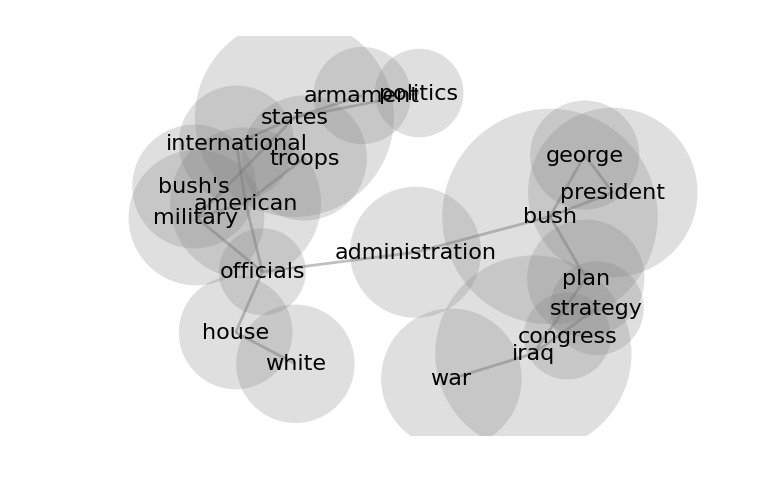 armament
politics
states
international
troops
george
bush's
president
american
military
bush
administration
officials
plan
strategy
house
congress
iraq
white
war